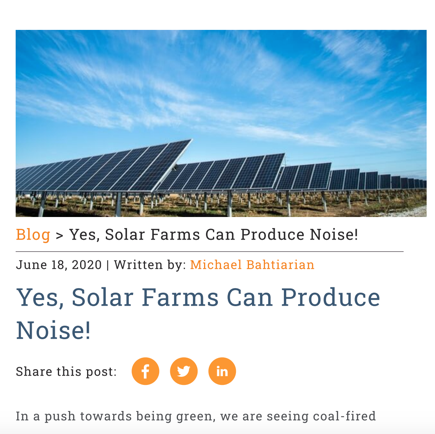 Blog > Yes, Solar Farms Can Produce Noise!
June 18, 2020 | Written by: Michael Bahtiarian
Yes, Solar Farms Can Produce
Noise!
Share this post:
In a push towards being green, we are seeing coal-fired